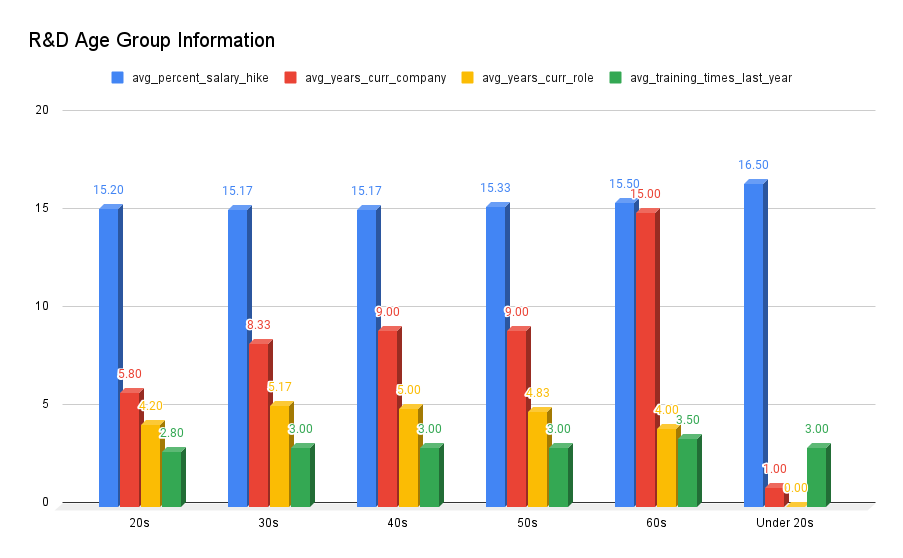 R&D Age Group Information
avg_percent_salary_hike avg_years_curr_company avg_years_curr_role avg_training_times_last_year
20
15
10
5
0
15.20 5.80 4.20 2.80
15.17 8.33 5.17 3.00
15.17 9.00 5.00 3.00
15.33 9.00 4.83 3.00
15.50 15.00 4.00 3.50
16.50 1.00 0.00 3.00
20s 30s 40s 50s 60s Under 20s